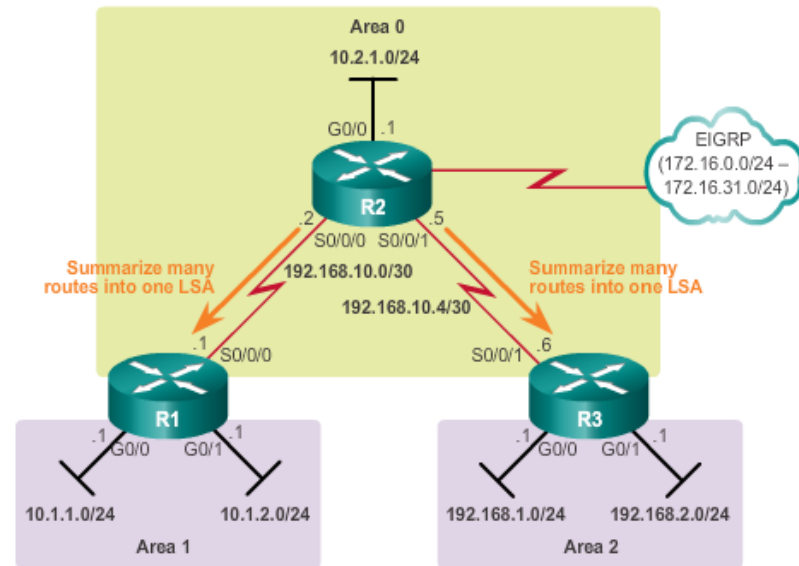 Area 0
10.2.1.0/24
G0/0
.1
EIGRP
(172.16.0.0/24 –
172.16.31.0/24)
R2
.2
.5
S0/0/0
S0/0/1
Summarize many
routes into one LSA
192.168.10.0/30
Summarize many
routes into one LSA
192.168.10.4/30
.1
S0/0/0
S0/0/1
.6
R1
R3
.1
G0/0
G0/1
.1
.1
G0/0
G0/1
.1
10.1.1.0/24
10.1.2.0/24
192.168.1.0/24
192.168.2.0/24
Area 1
Area 2